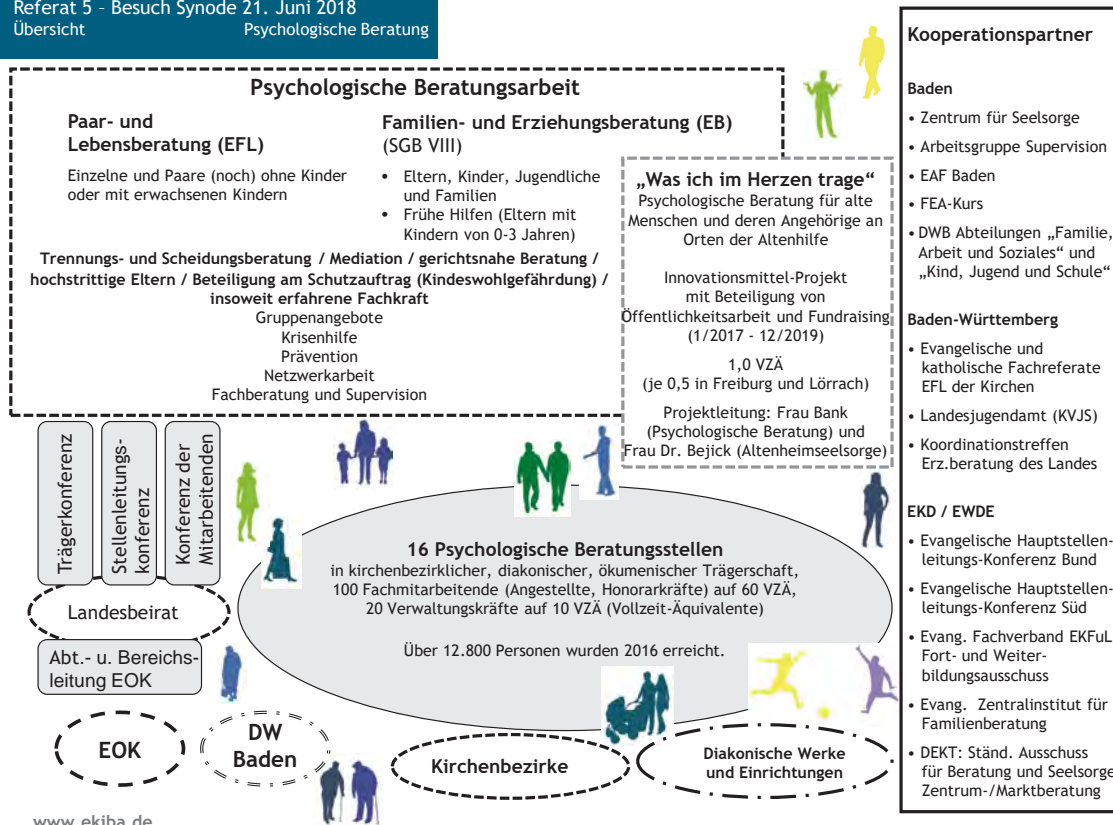 Referat 5 – Besuch Synode 21. Juni 2018
Übersicht Psychologische Beratung
Psychologische Beratungsarbeit
Paar- und
Lebensberatung (EFL)
Einzelne und Paare (noch) ohne Kinder
oder mit erwachsenen Kindern
Familien- und Erziehungsberatung (EB)
(SGB VIII)
• Eltern, Kinder, Jugendliche
und Familien
• Frühe Hilfen (Eltern mit
Kindern von 0-3 Jahren)
Trennungs- und Scheidungsberatung / Mediation / gerichtsnahe Beratung /
hochstrittige Eltern / Beteiligung am Schutzauftrag (Kindeswohlgefährdung) /
insoweit erfahrene Fachkraft
Gruppenangebote
Krisenhilfe
Prävention
Netzwerkarbeit
Fachberatung und Supervision
„Was ich im Herzen trage“
Psychologische Beratung für alte
Menschen und deren Angehörige an
Orten der Altenhilfe
Innovationsmittel-Projekt
mit Beteiligung von
Öffentlichkeitsarbeit und Fundraising
(1/2017 - 12/2019)
1,0 VZÄ
(je 0,5 in Freiburg und Lörrach)
Projektleitung: Frau Bank
(Psychologische Beratung) und
Frau Dr. Bejick (Altenheimseelsorge)
Trägerkonferenz
Stellenleitungs-
konferenz
Konferenz der
Mitarbeitenden
Landesbeirat
Abt.- u. Bereichs-
leitung EOK
16 Psychologische Beratungsstellen
in kirchenbezirklicher, diakonischer, ökumenischer Trägerschaft,
100 Fachmitarbeitende (Angestellte, Honorarkräfte) auf 60 VZÄ,
20 Verwaltungskräfte auf 10 VZÄ (Vollzeit-Äquivalente)
Über 12.800 Personen wurden 2016 erreicht.
EOK
DW
Baden
Kirchenbezirke
Diakonische Werke
und Einrichtungen
www.ekiba.de
Kooperationspartner
Baden
• Zentrum für Seelsorge
• Arbeitsgruppe Supervision
• EAF Baden
• FEA-Kurs
• DWB Abteilungen „Familie,
Arbeit und Soziales“ und
„Kind, Jugend und Schule“
Baden-Württemberg
• Evangelische und
katholische Fachreferate
EFL der Kirchen
• Landesjugendamt (KVJS)
• Koordinationstreffen
Erz.beratung des Landes
EKD / EWDE
• Evangelische Hauptstellen-
leitungs-Konferenz Bund
• Evangelische Hauptstellen-
leitungs-Konferenz Süd
• Evang. Fachverband EKFuL
Fort- und Weiter-
bildungsausschuss
• Evang. Zentralinstitut für
Familienberatung
• DEKT: Ständ. Ausschuss
für Beratung und Seelsorge
Zentrum-/Marktberatung